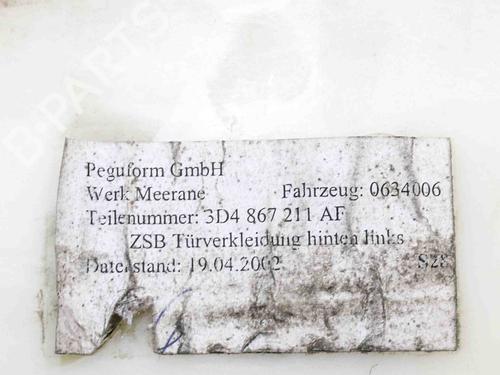 B-PARTS
Peguform GmbH
Werk Meerane Fahrzeug: 0634006
Teilenummer: 3D4 867 211 AF
ZSB Türverkleidung hinten links
Datenstand: 19.04.2002